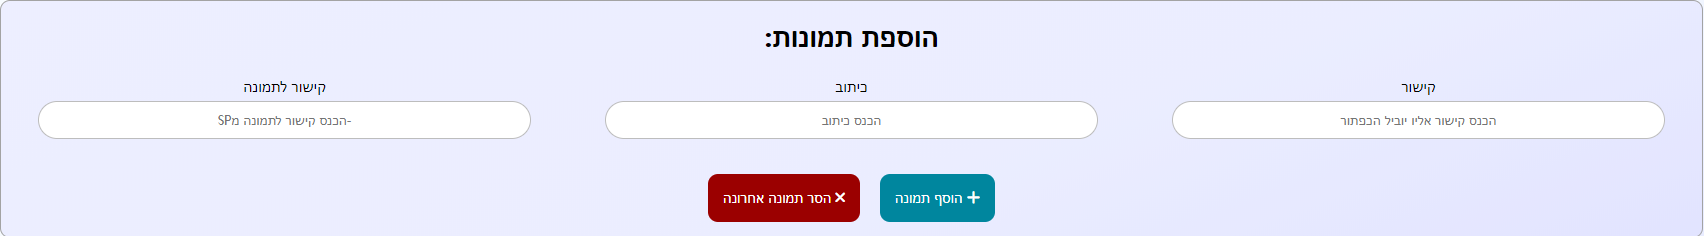 הוספת תמונות:
קישור
כיתוב
קישור לתמונה
הכנס קישור אליו יוביל הכפתור
הכנס כיתוב
הכנס קישור לתמונה מSP-
הוסף תמונה
הסר תמונה אחרונה